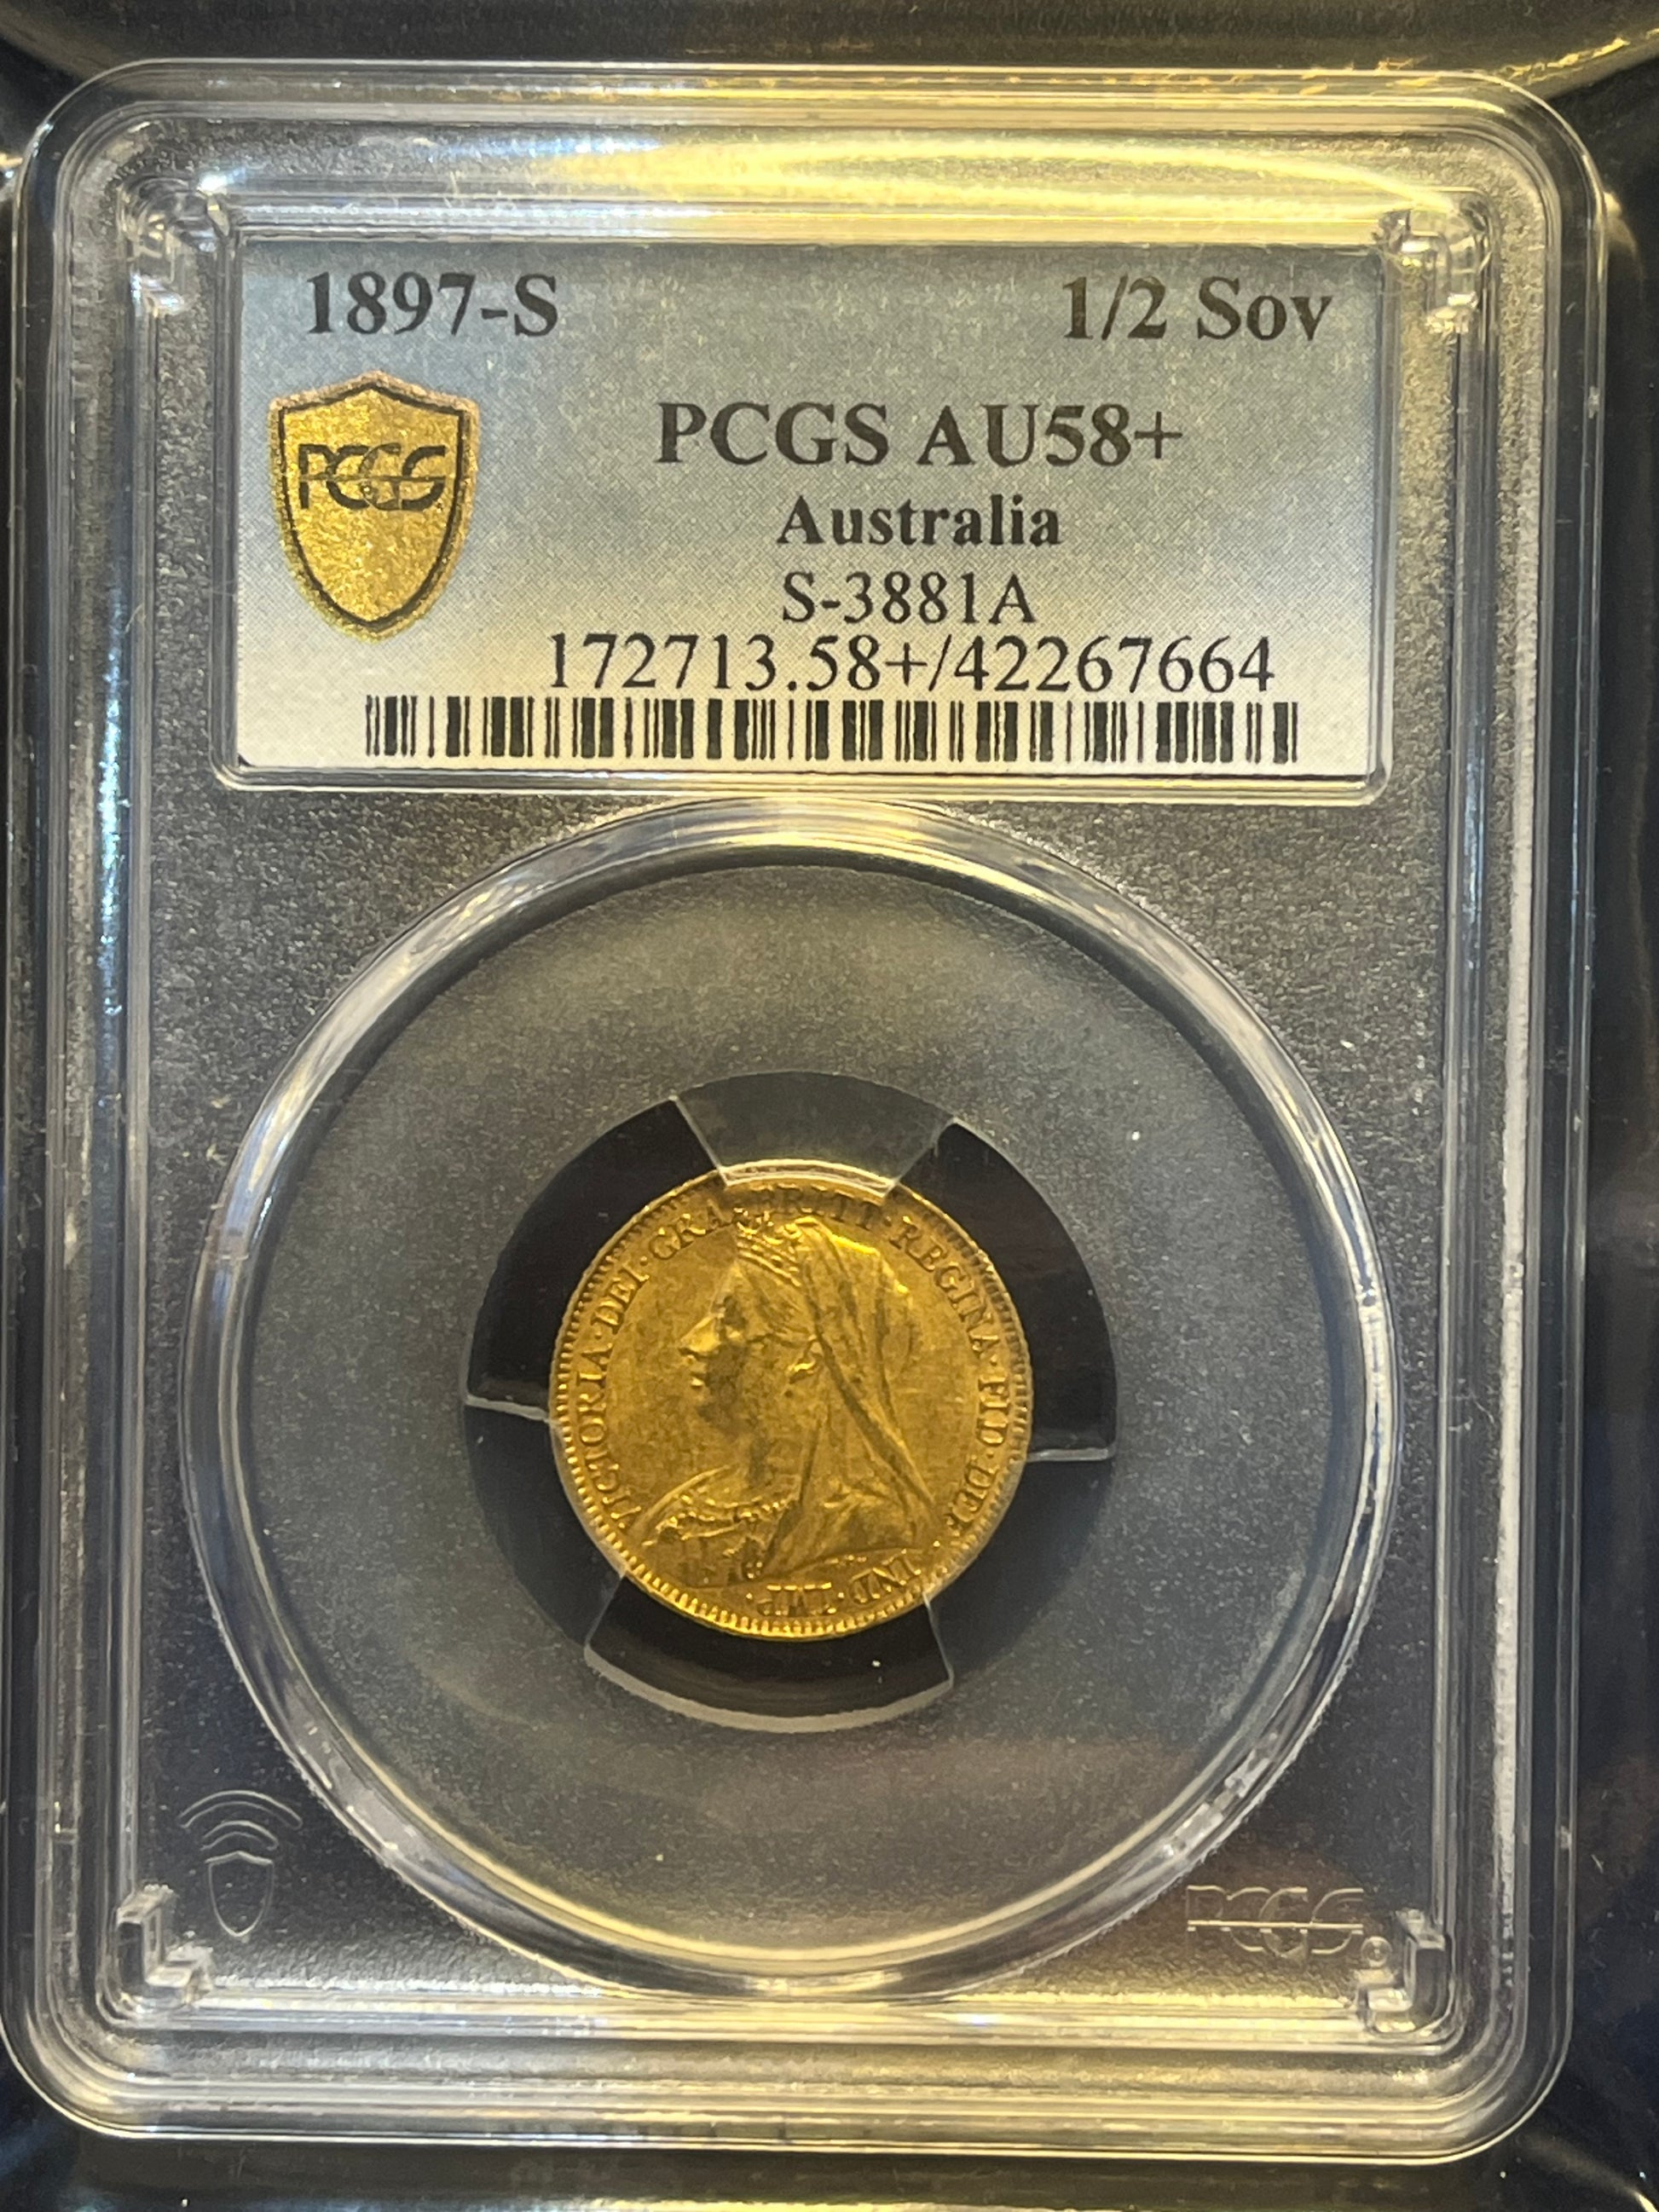 1897-S 1/2 Sov
PCGS
PCGS AU58+
Australia
S-3881A
172713.58+/42267664
VICTORIA·DEI·GRA·BRITT·REGINA·FID·DEF·IND·IMP·
PCGS